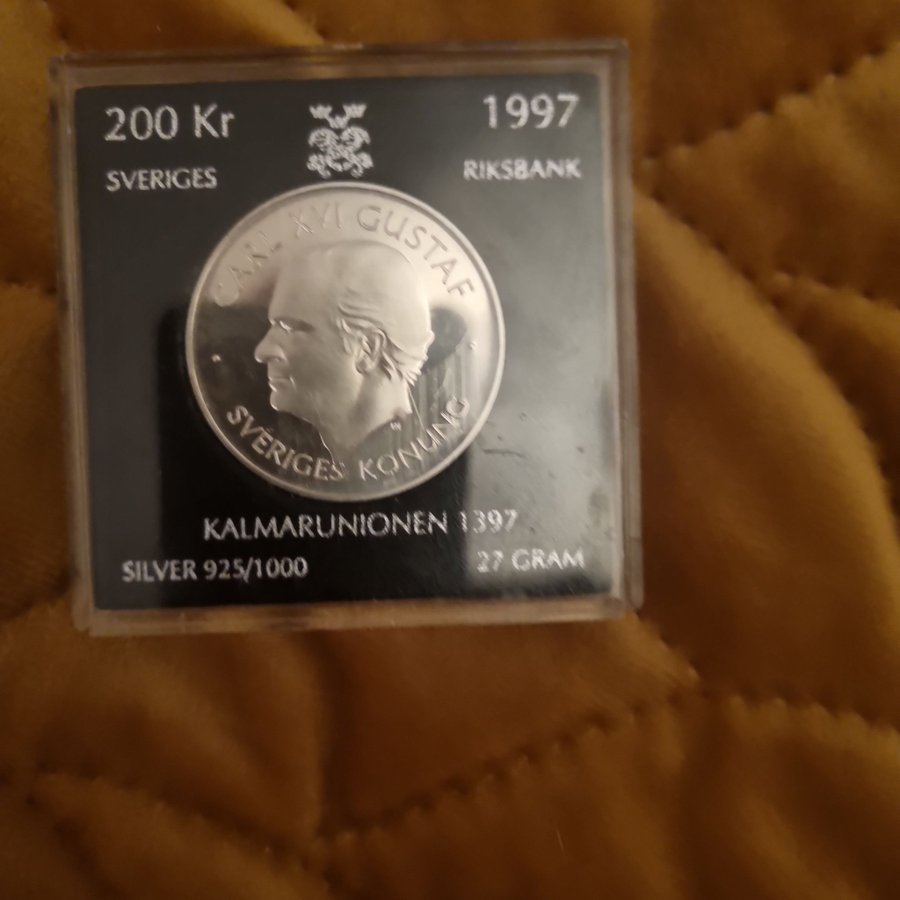 200 Kr
1997
SVERIGES
RIKSBANK
CARL XVI GUSTAF
SVERIGES KONUNG
KALMARUNIONEN 1397
SILVER 925/1000
27 GRAM